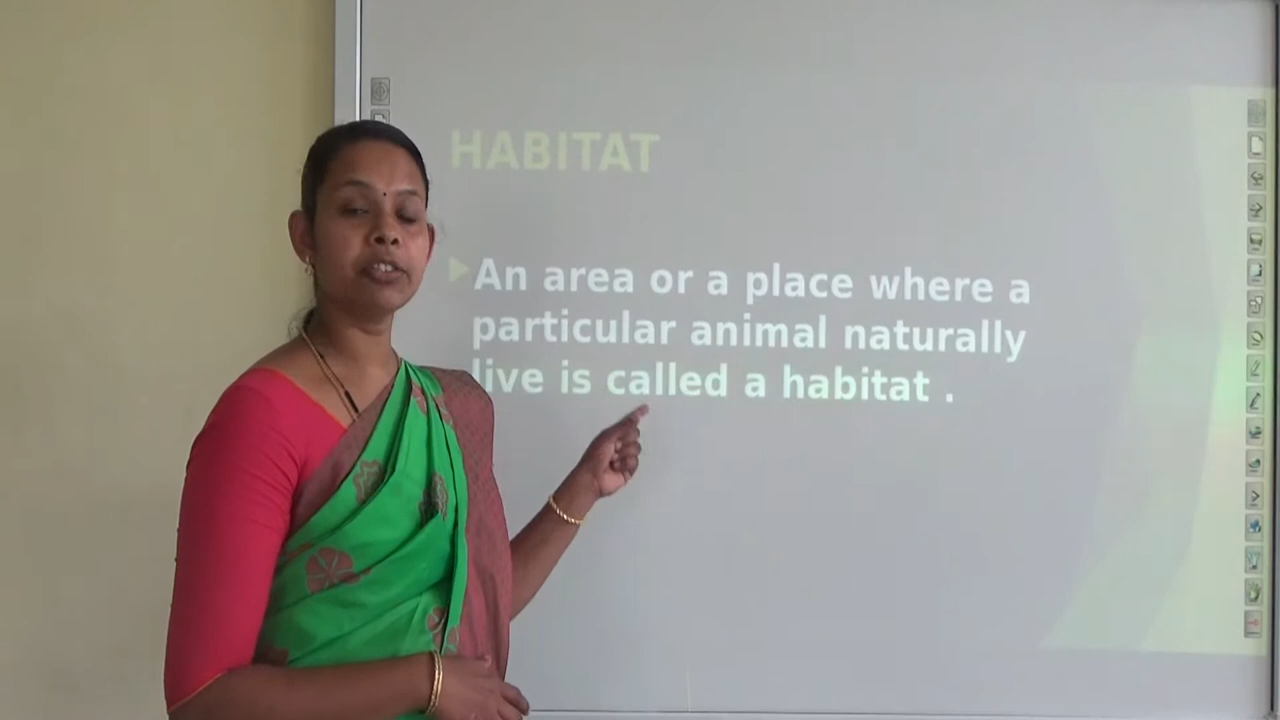 HABITAT
An area or a place where a
particular animal naturally
live is called a habitat .